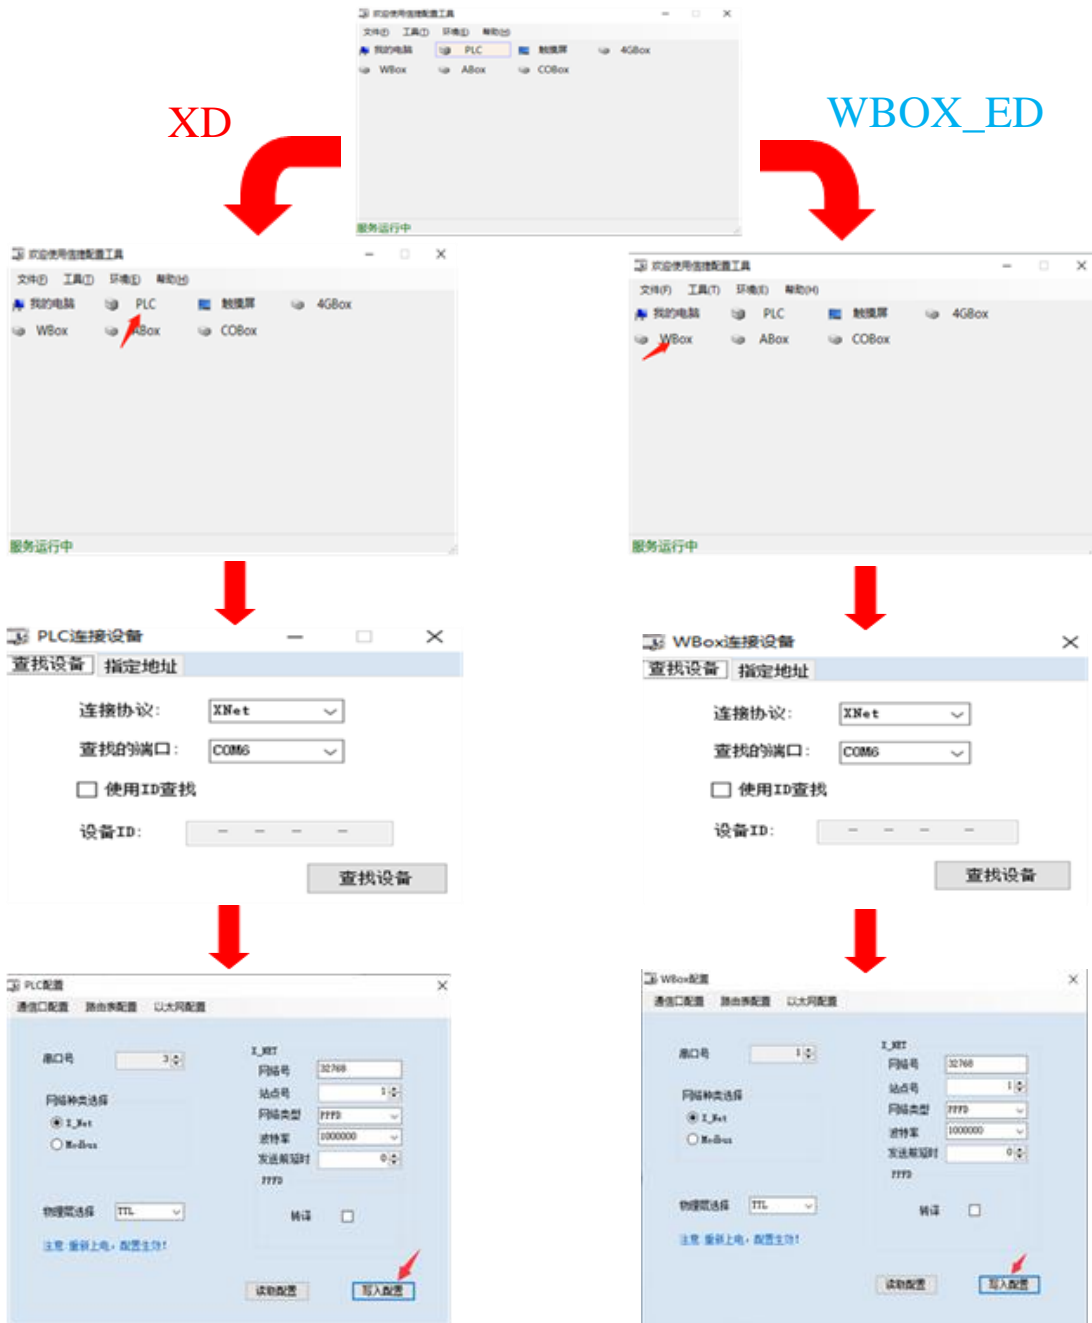 欢迎使用信捷配置工具
文件(F) 工具(T) 环境(E) 帮助(H)
我的电脑 PLC 触摸屏 4GBox
WBox ABox COBox
服务运行中
XD
WBOX_ED
欢迎使用信捷配置工具
文件(F) 工具(T) 环境(E) 帮助(H)
我的电脑 PLC 触摸屏 4GBox
WBox ABox COBox
服务运行中
欢迎使用信捷配置工具
文件(F) 工具(T) 环境(E) 帮助(H)
我的电脑 PLC 触摸屏 4GBox
WBox ABox COBox
服务运行中
PLC连接设备
查找设备 指定地址
连接协议: XNet
查找的端口: COM6
使用ID查找
设备ID: - - - -
查找设备
WBox连接设备
查找设备 指定地址
连接协议: XNet
查找的端口: COM6
使用ID查找
设备ID: - - - -
查找设备
PLC配置
通信口配置 路由表配置 以太网配置
串口号 3
网络种类选择
X_Net
Modbus
物理层选择 TTL
注意:重新上电,配置生效!
X_NET
网络号 32768
站点号 1
网络类型 PPFD
波特率 1000000
发送前延时 0
PPFD
转译
读取配置 写入配置
WBox配置
通信口配置 路由表配置 以太网配置
串口号 1
网络种类选择
X_Net
Modbus
物理层选择 TTL
注意:重新上电,配置生效!
X_NET
网络号 32768
站点号 1
网络类型 PPFD
波特率 1000000
发送前延时 0
PPFD
转译
读取配置 写入配置